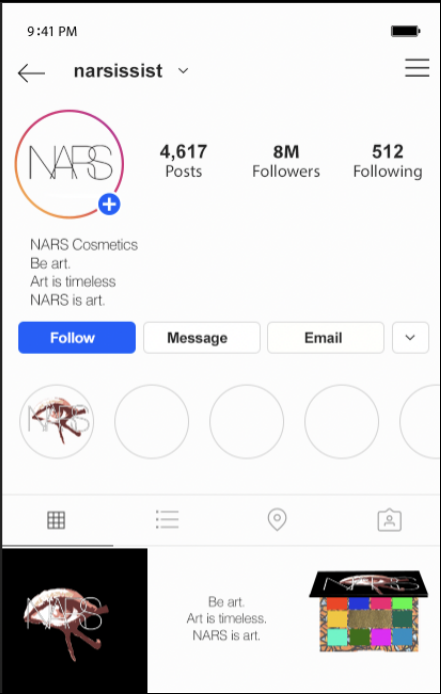 9:41 PM
narsissist
NARS
4,617 8M 512
Posts Followers Following
NARS Cosmetics
Be art.
Art is timeless
NARS is art.
Follow Message Email
NARS
NARS
Be art.
Art is timeless.
NARS is art.
NARS